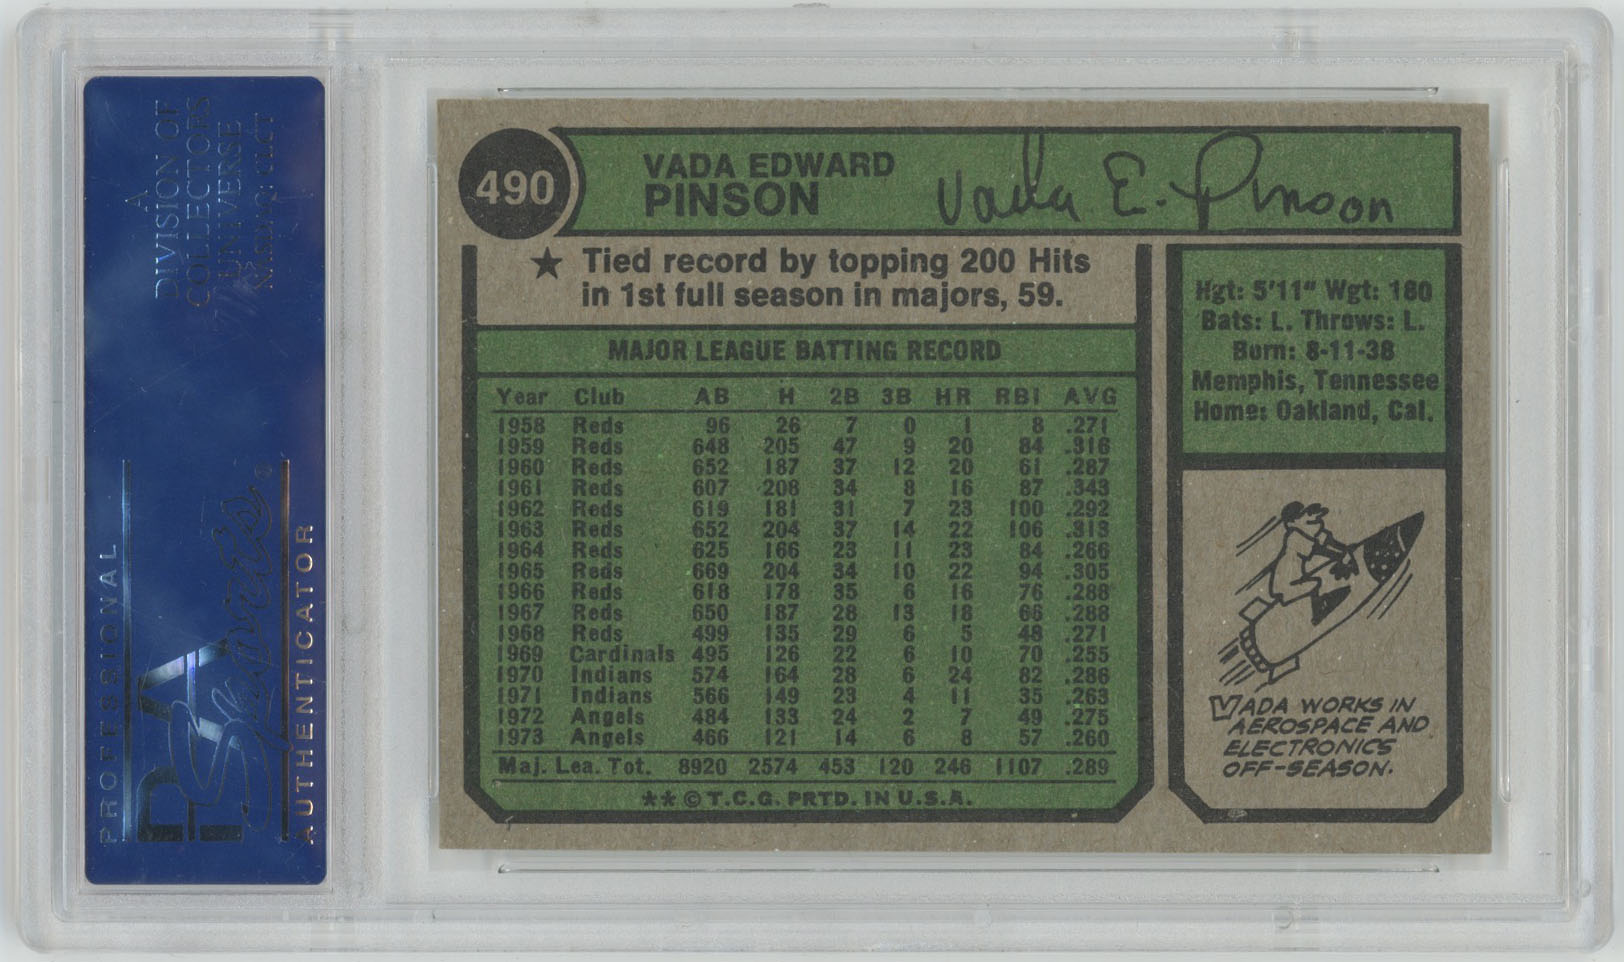 A
DIVISION OF
COLLECTORS
UNIVERSE
NASDAQ: CLCT
PROFESSIONAL
PSA
AUTHENTICATOR
490
VADA EDWARD
PINSON
Vada E. Pinson
★ Tied record by topping 200 Hits
in 1st full season in majors, 59.
MAJOR LEAGUE BATTING RECORD
Year Club AB H 2B 3B HR RBI AVG
1958 Reds 96 26 7 0 1 8 .271
1959 Reds 648 205 47 9 20 84 .316
1960 Reds 652 187 37 12 20 61 .287
1961 Reds 607 208 34 8 16 87 .343
1962 Reds 619 181 31 7 23 100 .292
1963 Reds 652 204 37 14 22 106 .313
1964 Reds 625 166 23 11 23 84 .266
1965 Reds 669 204 34 10 22 94 .305
1966 Reds 618 178 35 6 16 76 .288
1967 Reds 650 187 28 13 18 66 .288
1968 Reds 499 135 29 6 5 48 .271
1969 Cardinals 495 126 22 6 10 70 .255
1970 Indians 574 164 28 6 24 82 .286
1971 Indians 566 149 23 4 11 35 .263
1972 Angels 484 133 24 2 7 49 .275
1973 Angels 466 121 14 6 8 57 .260
Maj. Lea. Tot. 8920 2574 453 120 246 1107 .289
** © T.C.G. PRTD. IN U.S.A.
Hgt: 5'11" Wgt: 180
Bats: L. Throws: L.
Born: 8-11-38
Memphis, Tennessee
Home: Oakland, Cal.
VADA WORKS IN
AEROSPACE AND
ELECTRONICS
OFF-SEASON.